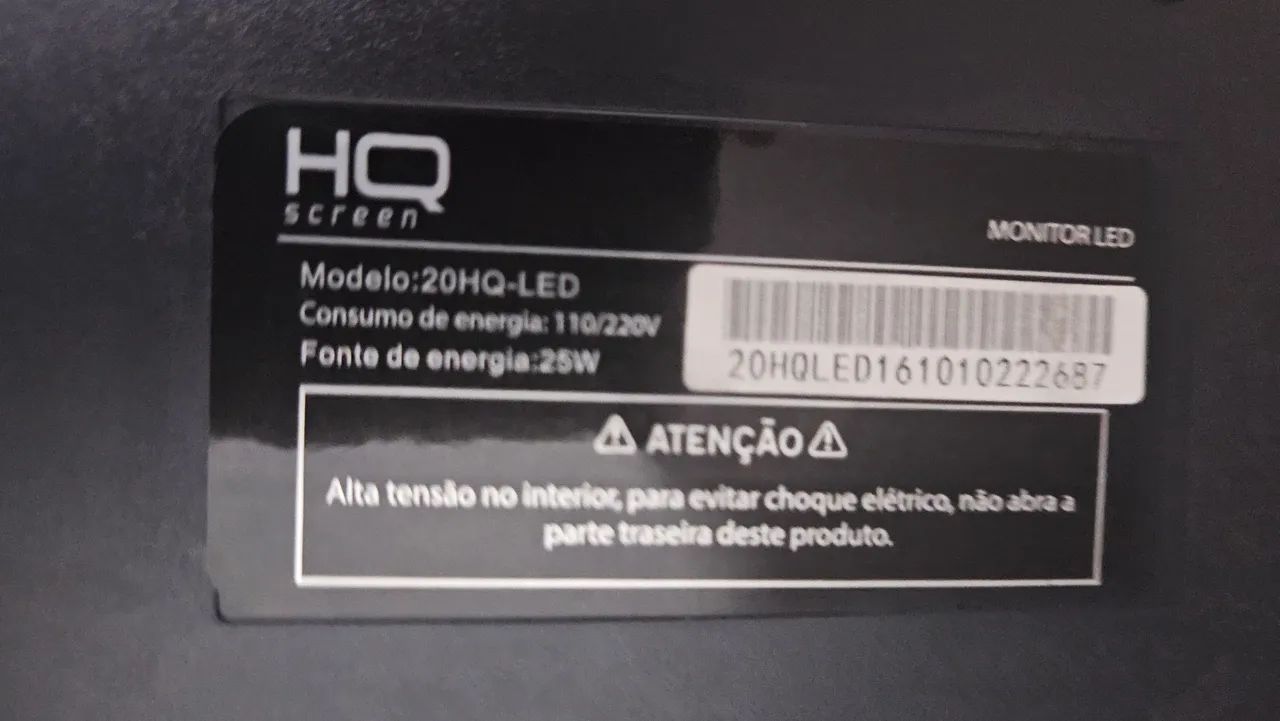 HQ
screen
MONITOR LED
Modelo:20HQ-LED
Consumo de energia: 110/220V
Fonte de energia:25W
20HQLED161010222687
ATENÇÃO
Alta tensão no interior, para evitar choque elétrico, não abra a
parte traseira deste produto.